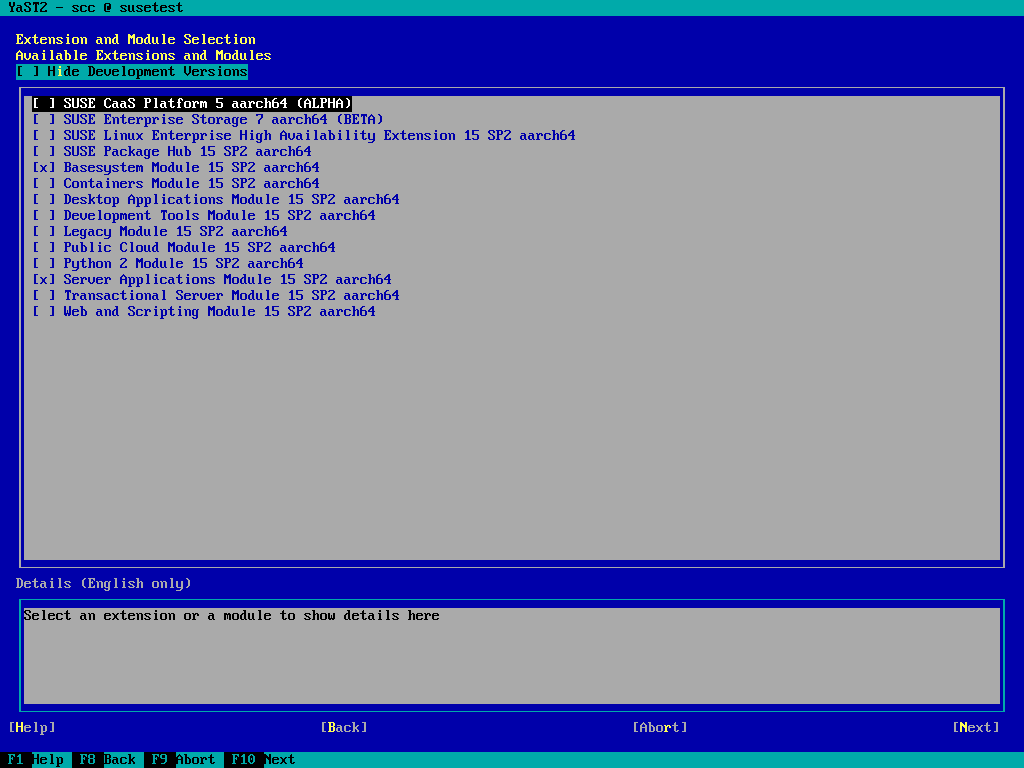 YaST2 - scc @ susetest
Extension and Module Selection
Available Extensions and Modules
[ ] Hide Development Versions
[ ] SUSE CaaS Platform 5 aarch64 (ALPHA)
[ ] SUSE Enterprise Storage 7 aarch64 (BETA)
[ ] SUSE Linux Enterprise High Availability Extension 15 SP2 aarch64
[ ] SUSE Package Hub 15 SP2 aarch64
[x] Basesystem Module 15 SP2 aarch64
[ ] Containers Module 15 SP2 aarch64
[ ] Desktop Applications Module 15 SP2 aarch64
[ ] Development Tools Module 15 SP2 aarch64
[ ] Legacy Module 15 SP2 aarch64
[ ] Public Cloud Module 15 SP2 aarch64
[ ] Python 2 Module 15 SP2 aarch64
[x] Server Applications Module 15 SP2 aarch64
[ ] Transactional Server Module 15 SP2 aarch64
[ ] Web and Scripting Module 15 SP2 aarch64
Details (English only)
Select an extension or a module to show details here
[Help] [Back] [Abort] [Next]
F1 Help F8 Back F9 Abort F10 Next